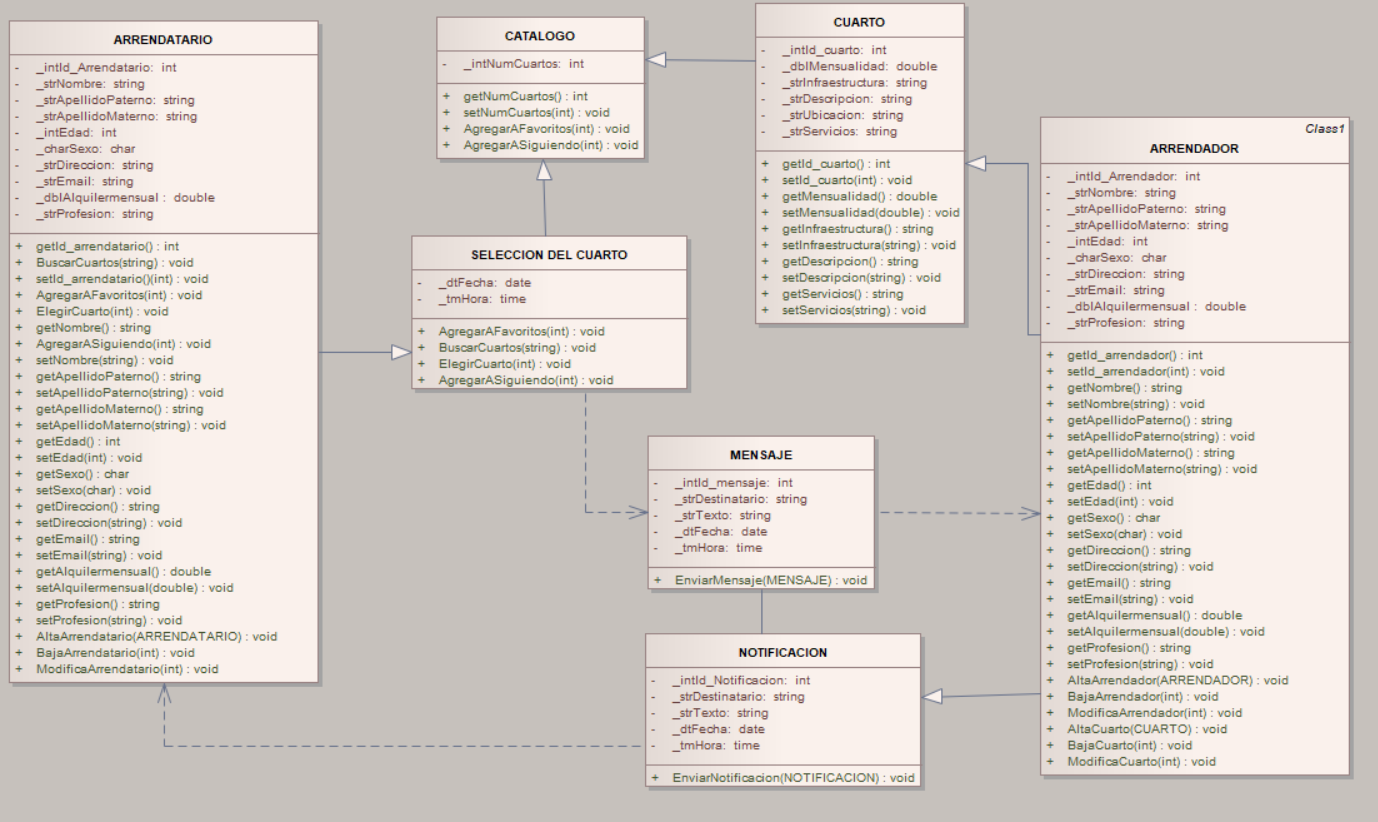 ARRENDATARIO
- _intId_Arrendatario: int
- _strNombre: string
- _strApellidoPaterno: string
- _strApellidoMaterno: string
- _intEdad: int
- _charSexo: char
- _strDireccion: string
- _strEmail: string
- _dblAlquilermensual : double
- _strProfesion: string
+ getId_arrendatario() : int
+ BuscarCuartos(string) : void
+ setId_arrendatario()(int) : void
+ AgregarAFavoritos(int) : void
+ ElegirCuarto(int) : void
+ getNombre() : string
+ AgregarASiguiendo(int) : void
+ setNombre(string) : void
+ getApellidoPaterno() : string
+ setApellidoPaterno(string) : void
+ getApellidoMaterno() : string
+ setApellidoMaterno(string) : void
+ getEdad() : int
+ setEdad(int) : void
+ getSexo() : char
+ setSexo(char) : void
+ getDireccion() : string
+ setDireccion(string) : void
+ getEmail() : string
+ setEmail(string) : void
+ getAlquilermensual() : double
+ setAlquilermensual(double) : void
+ getProfesion() : string
+ setProfesion(string) : void
+ AltaArrendatario(ARRENDATARIO) : void
+ BajaArrendatario(int) : void
+ ModificaArrendatario(int) : void
CATALOGO
- _intNumCuartos: int
+ getNumCuartos() : int
+ setNumCuartos(int) : void
+ AgregarAFavoritos(int) : void
+ AgregarASiguiendo(int) : void
SELECCION DEL CUARTO
- _dtFecha: date
- _tmHora: time
+ AgregarAFavoritos(int) : void
+ BuscarCuartos(string) : void
+ ElegirCuarto(int) : void
+ AgregarASiguiendo(int) : void
CUARTO
- _intId_cuarto: int
- _dblMensualidad: double
- _strInfraestructura: string
- _strDescripcion: string
- _strUbicacion: string
- _strServicios: string
+ getId_cuarto() : int
+ setId_cuarto(int) : void
+ getMensualidad() : double
+ setMensualidad(double) : void
+ getInfraestructura() : string
+ setInfraestructura(string) : void
+ getDescripcion() : string
+ setDescripcion(string) : void
+ getServicios() : string
+ setServicios(string) : void
MENSAJE
- _intId_mensaje: int
- _strDestinatario: string
- _strTexto: string
- _dtFecha: date
- _tmHora: time
+ EnviarMensaje(MENSAJE) : void
NOTIFICACION
- _intId_Notificacion: int
- _strDestinatario: string
- _strTexto: string
- _dtFecha: date
- _tmHora: time
+ EnviarNotificacion(NOTIFICACION) : void
Class1
ARRENDADOR
- _intId_Arrendador: int
- _strNombre: string
- _strApellidoPaterno: string
- _strApellidoMaterno: string
- _intEdad: int
- _charSexo: char
- _strDireccion: string
- _strEmail: string
- _dblAlquilermensual : double
- _strProfesion: string
+ getId_arrendador() : int
+ setId_arrendador(int) : void
+ getNombre() : string
+ setNombre(string) : void
+ getApellidoPaterno() : string
+ setApellidoPaterno(string) : void
+ getApellidoMaterno() : string
+ setApellidoMaterno(string) : void
+ getEdad() : int
+ setEdad(int) : void
+ getSexo() : char
+ setSexo(char) : void
+ getDireccion() : string
+ setDireccion(string) : void
+ getEmail() : string
+ setEmail(string) : void
+ getAlquilermensual() : double
+ setAlquilermensual(double) : void
+ getProfesion() : string
+ setProfesion(string) : void
+ AltaArrendador(ARRENDADOR) : void
+ BajaArrendador(int) : void
+ ModificaArrendador(int) : void
+ AltaCuarto(CUARTO) : void
+ BajaCuarto(int) : void
+ ModificaCuarto(int) : void